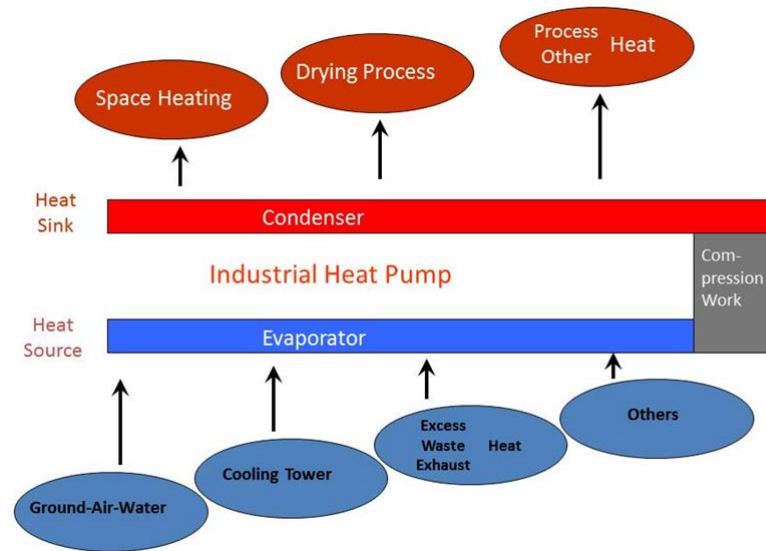 Space Heating
Drying Process
Process
Other Heat
Heat
Sink
Condenser
Industrial Heat Pump
Com-
pression
Work
Heat
Source
Evaporator
Ground-Air-Water
Cooling Tower
Excess
Waste Heat
Exhaust
Others